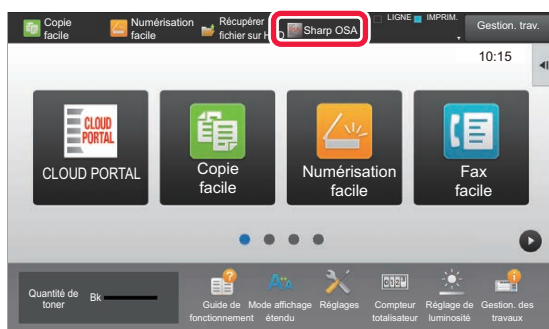 Copie
facile
Numérisation
facile
Récupérer
fichier sur H
D
Sharp OSA
LIGNE
IMPRIM.
Gestion. trav.
10:15
CLOUD
PORTAL
CLOUD PORTAL
Copie
facile
Numérisation
facile
Fax
facile
Quantité de
toner
Bk
Guide de
fonctionnement
Mode affichage
étendu
Réglages
Compteur
totalisateur
Réglage de
luminosité
Gestion. des
travaux